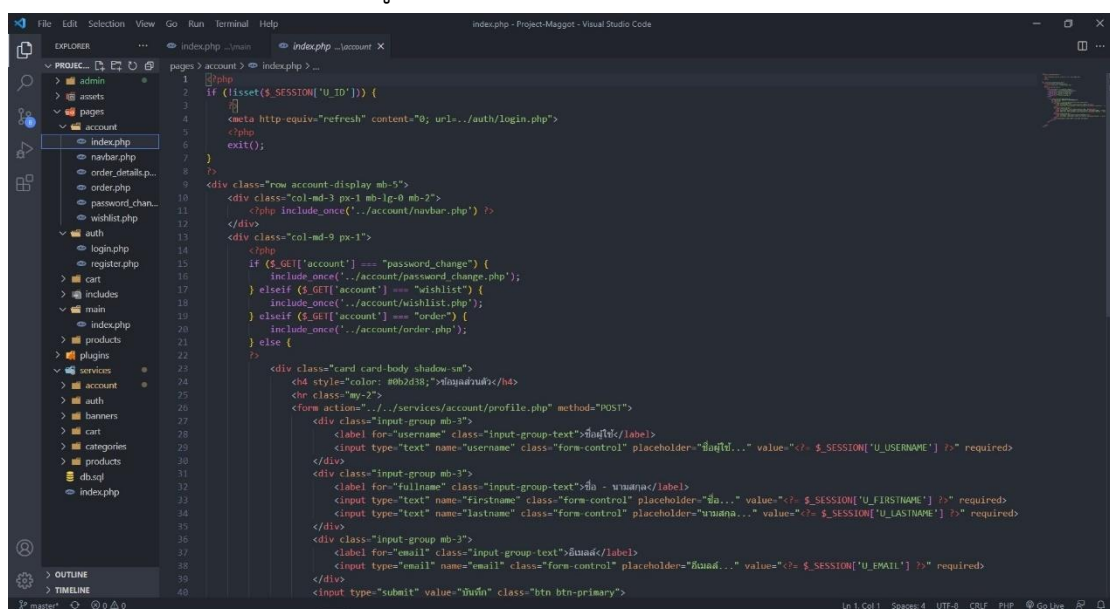 File Edit Selection View Go Run Terminal Help
index.php - Project-Maggot - Visual Studio Code
EXPLORER ···
index.php ...\main
index.php ...\account
PROJEC...
pages > account > index.php > ...
admin
assets
pages
account
index.php
navbar.php
order_details.p...
order.php
password_chan...
wishlist.php
auth
login.php
register.php
cart
includes
main
index.php
products
plugins
services
account
auth
banners
cart
categories
products
db.sql
index.php
OUTLINE
TIMELINE
1 <?php
2 if (!isset($_SESSION['U_ID'])) {
3 ?>
4 <meta http-equiv="refresh" content="0; url=../auth/login.php">
5 <?php
6 exit();
7 }
8 ?>
9 <div class="row account-display mb-5">
10 <div class="col-md-3 px-1 mb-lg-0 mb-2">
11 <?php include_once('../account/navbar.php') ?>
12 </div>
13 <div class="col-md-9 px-1">
14 <?php
15 if ($_GET['account'] === "password_change") {
16 include_once('../account/password_change.php');
17 } elseif ($_GET['account'] === "wishlist") {
18 include_once('../account/wishlist.php');
19 } elseif ($_GET['account'] === "order") {
20 include_once('../account/order.php');
21 } else {
22 ?>
23 <div class="card card-body shadow-sm">
24 <h4 style="color: #0b2d38;">ข้อมูลส่วนตัว</h4>
25 <hr class="my-2">
26 <form action="../../services/account/profile.php" method="POST">
27 <div class="input-group mb-3">
28 <label for="username" class="input-group-text">ชื่อผู้ใช้</label>
29 <input type="text" name="username" class="form-control" placeholder="ชื่อผู้ใช้..." value="<?= $_SESSION['U_USERNAME'] ?>" required>
30 </div>
31 <div class="input-group mb-3">
32 <label for="fullname" class="input-group-text">ชื่อ - นามสกุล</label>
33 <input type="text" name="firstname" class="form-control" placeholder="ชื่อ..." value="<?= $_SESSION['U_FIRSTNAME'] ?>" required>
34 <input type="text" name="lastname" class="form-control" placeholder="นามสกุล..." value="<?= $_SESSION['U_LASTNAME'] ?>" required>
35 </div>
36 <div class="input-group mb-3">
37 <label for="email" class="input-group-text">อีเมลล์</label>
38 <input type="email" name="email" class="form-control" placeholder="อีเมลล์..." value="<?= $_SESSION['U_EMAIL'] ?>" required>
39 </div>
40 <input type="submit" value="บันทึก" class="btn btn-primary">
master* 0 0 Ln 1, Col 1 Spaces: 4 UTF-8 CRLF PHP Go Live